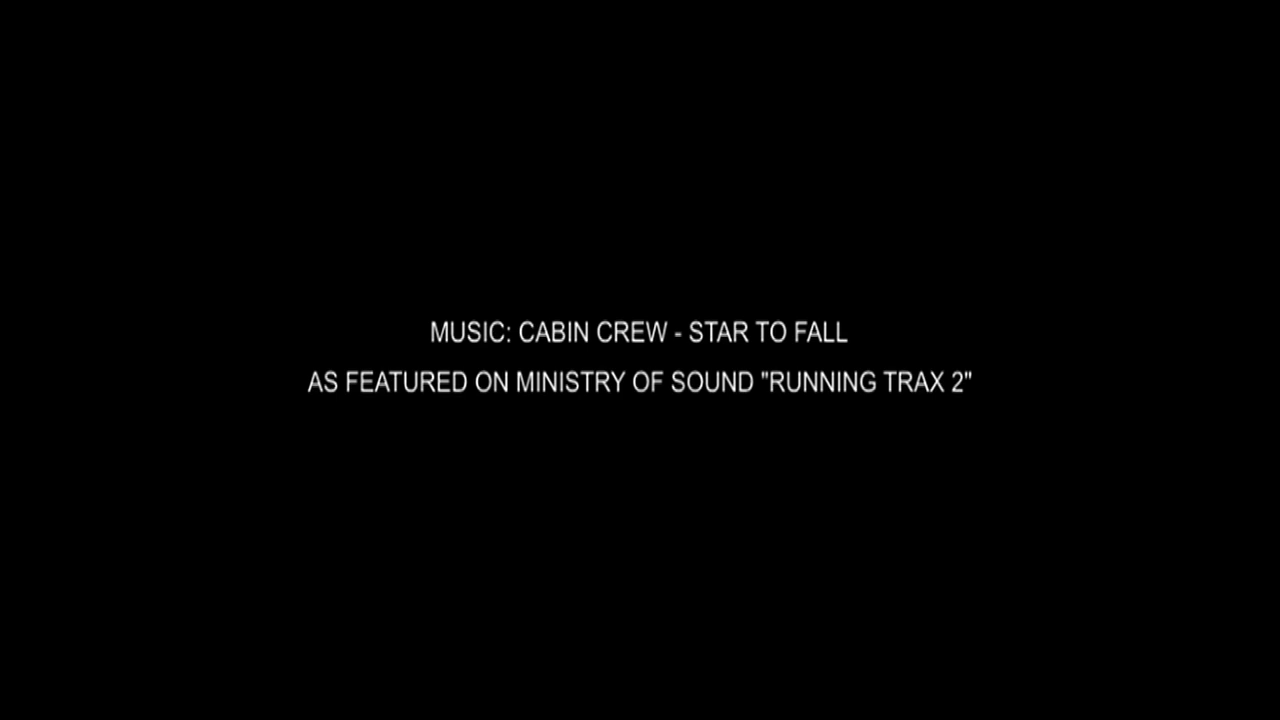 MUSIC: CABIN CREW - STAR TO FALL
AS FEATURED ON MINISTRY OF SOUND "RUNNING TRAX 2"